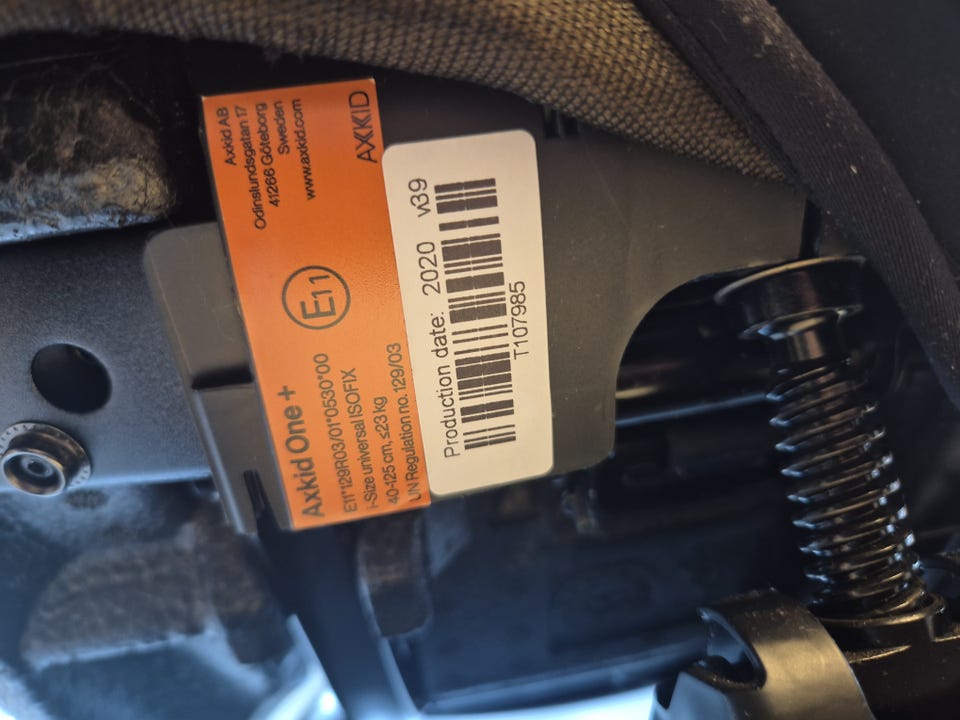 Axkid One +
E11*129R03/01*0530*00
i-Size universal ISOFIX
40-125 cm, ≤23 kg
UN Regulation no. 129/03
E11
Axkid AB
Odinslundsgatan 17
41266 Göteborg
Sweden
www.axkid.com
AXKID
Production date: 2020 v39
T107985